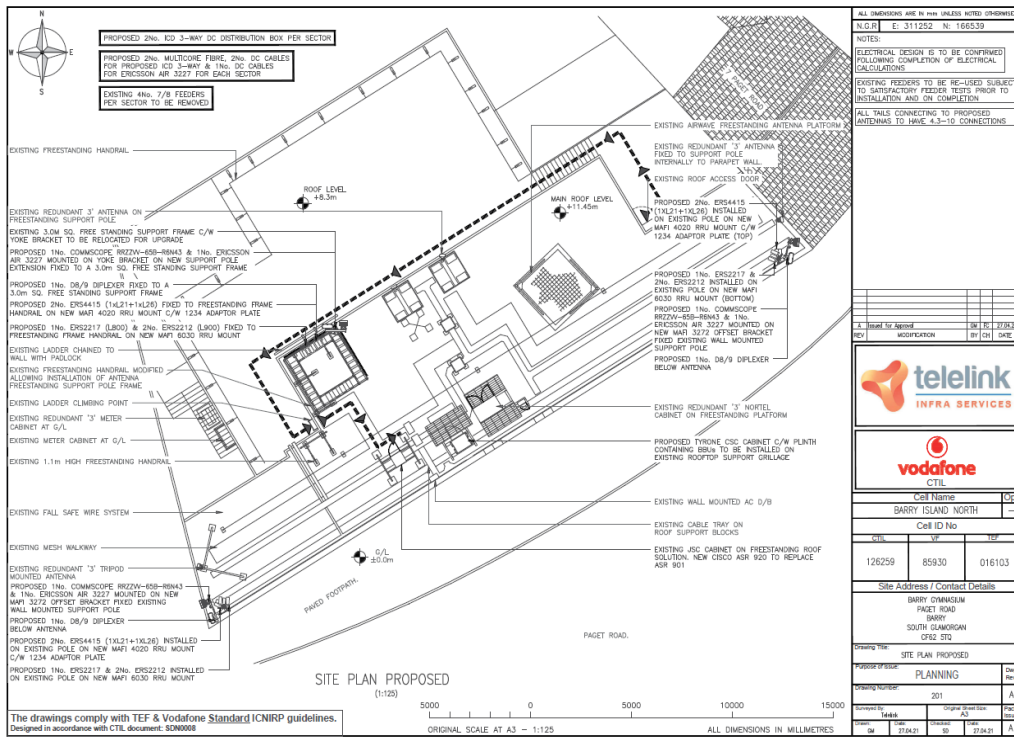 N
W
E
S
PROPOSED 2No. ICD 3-WAY DC DISTRIBUTION BOX PER SECTOR
PROPOSED 2No. MULTICORE FIBRE, 2No. DC CABLES
FOR PROPOSED ICD 3-WAY & 1No. DC CABLES
FOR ERICSSON AIR 3227 FOR EACH SECTOR
EXISTING 4No. 7/8 FEEDERS
PER SECTOR TO BE REMOVED
EXISTING FREESTANDING HANDRAIL
EXISTING REDUNDANT '3' ANTENNA ON
FREESTANDING SUPPORT POLE
EXISTING 3.0M SQ. FREE STANDING SUPPORT FRAME C/W
YOKE BRACKET TO BE RELOCATED FOR UPGRADE
PROPOSED 1No. COMMSCOPE RRZZVV-65B-R6N43 & 1No. ERICSSON
AIR 3227 MOUNTED ON YOKE BRACKET ON NEW SUPPORT POLE
EXTENSION FIXED TO A 3.0m SQ. FREE STANDING SUPPORT FRAME
PROPOSED 1No. D8/9 DIPLEXER FIXED TO A
3.0m SQ. FREE STANDING SUPPORT FRAME
PROPOSED 2No. ERS4415 (1xL21+1xL26) FIXED TO FREESTANDING FRAME
HANDRAIL ON NEW MAFI 4020 RRU MOUNT C/W 1234 ADAPTOR PLATE
PROPOSED 1No. ERS2217 (L800) & 2No. ERS2212 (L900) FIXED TO
FREESTANDING FRAME HANDRAIL ON NEW MAFI 6030 RRU MOUNT
EXISTING LADDER CHAINED TO
WALL WITH PADLOCK
EXISTING FREESTANDING HANDRAIL MODIFIED
ALLOWING INSTALLATION OF ANTENNA
FREESTANDING SUPPORT POLE FRAME
EXISTING LADDER CLIMBING POINT
EXISTING REDUNDANT '3' METER
CABINET AT G/L
EXISTING METER CABINET AT G/L
EXISTING 1.1m HIGH FREESTANDING HANDRAIL
EXISTING FALL SAFE WIRE SYSTEM
EXISTING MESH WALKWAY
EXISTING REDUNDANT '3' TRIPOD
MOUNTED ANTENNA
PROPOSED 1No. COMMSCOPE RRZZVV-65B-R6N43
& 1No. ERICSSON AIR 3227 MOUNTED ON NEW
MAFI 3272 OFFSET BRACKET FIXED EXISTING
WALL MOUNTED SUPPORT POLE
PROPOSED 1No. D8/9 DIPLEXER
BELOW ANTENNA
PROPOSED 2No. ERS4415 (1XL21+1XL26) INSTALLED
ON EXISTING POLE ON NEW MAFI 4020 RRU MOUNT
C/W 1234 ADAPTOR PLATE
PROPOSED 1No. ERS2217 & 2No. ERS2212 INSTALLED
ON EXISTING POLE ON NEW MAFI 6030 RRU MOUNT
ROOF LEVEL
+8.3m
MAIN ROOF LEVEL
+11.45m
G/L
±0.0m
PAVED FOOTPATH.
PAGET ROAD.
7 PAGET ROAD
EXISTING AIRWAVE FREESTANDING ANTENNA PLATFORM
EXISTING REDUNDANT '3' ANTENNA
FIXED TO SUPPORT POLE
INTERNALLY TO PARAPET WALL.
EXISTING ROOF ACCESS DOOR
PROPOSED 2No. ERS4415
(1XL21+1XL26) INSTALLED
ON EXISTING POLE ON NEW
MAFI 4020 RRU MOUNT C/W
1234 ADAPTOR PLATE (TOP)
PROPOSED 1No. ERS2217 &
2No. ERS2212 INSTALLED ON
EXISTING POLE ON NEW MAFI
6030 RRU MOUNT (BOTTOM)
PROPOSED 1No. COMMSCOPE
RRZZVV-65B-R6N43 & 1No.
ERICSSON AIR 3227 MOUNTED ON
NEW MAFI 3272 OFFSET BRACKET
FIXED EXISTING WALL MOUNTED
SUPPORT POLE
PROPOSED 1No. D8/9 DIPLEXER
BELOW ANTENNA
EXISTING REDUNDANT '3' NORTEL
CABINET ON FREESTANDING PLATFORM
PROPOSED TYRONE CSC CABINET C/W PLINTH
CONTAINING BBUs TO BE INSTALLED ON
EXISTING ROOFTOP SUPPORT GRILLAGE
EXISTING WALL MOUNTED AC D/B
EXISTING CABLE TRAY ON
ROOF SUPPORT BLOCKS
EXISTING JSC CABINET ON FREESTANDING ROOF
SOLUTION. NEW CISCO ASR 920 TO REPLACE
ASR 901
SITE PLAN PROPOSED
(1:125)
5000 0 5000 10000 15000
ORIGINAL SCALE AT A3 - 1:125
ALL DIMENSIONS IN MILLIMETRES
The drawings comply with TEF & Vodafone Standard ICNIRP guidelines.
Designed in accordance with CTIL document: SDN0008
ALL DIMENSIONS ARE IN mm UNLESS NOTED OTHERWISE
N.G.R E: 311252 N: 166539
NOTES:
ELECTRICAL DESIGN IS TO BE CONFIRMED
FOLLOWING COMPLETION OF ELECTRICAL
CALCULATIONS
EXISTING FEEDERS TO BE RE-USED SUBJECT
TO SATISFACTORY FEEDER TESTS PRIOR TO
INSTALLATION AND ON COMPLETION
ALL TAILS CONNECTING TO PROPOSED
ANTENNAS TO HAVE 4.3-10 CONNECTIONS
A Issued for Approval GW FC 27.04.2
REV MODIFICATION BY CH DATE
telelink
INFRA SERVICES
vodafone
CTIL
Cell Name Op
BARRY ISLAND NORTH
Cell ID No
CTIL VF TEF
126259 85930 016103
Site Address / Contact Details
BARRY GYMNASIUM
PAGET ROAD
BARRY
SOUTH GLAMORGAN
CF62 5TQ
Drawing Title:
SITE PLAN PROPOSED
Purpose of issue:
PLANNING
Drawing Number:
201
A
Surveyed By: Original Sheet Size:
Telelink A3
Drawn: Date: Checked: Date:
GW 27.04.21 SD 27.04.21 A